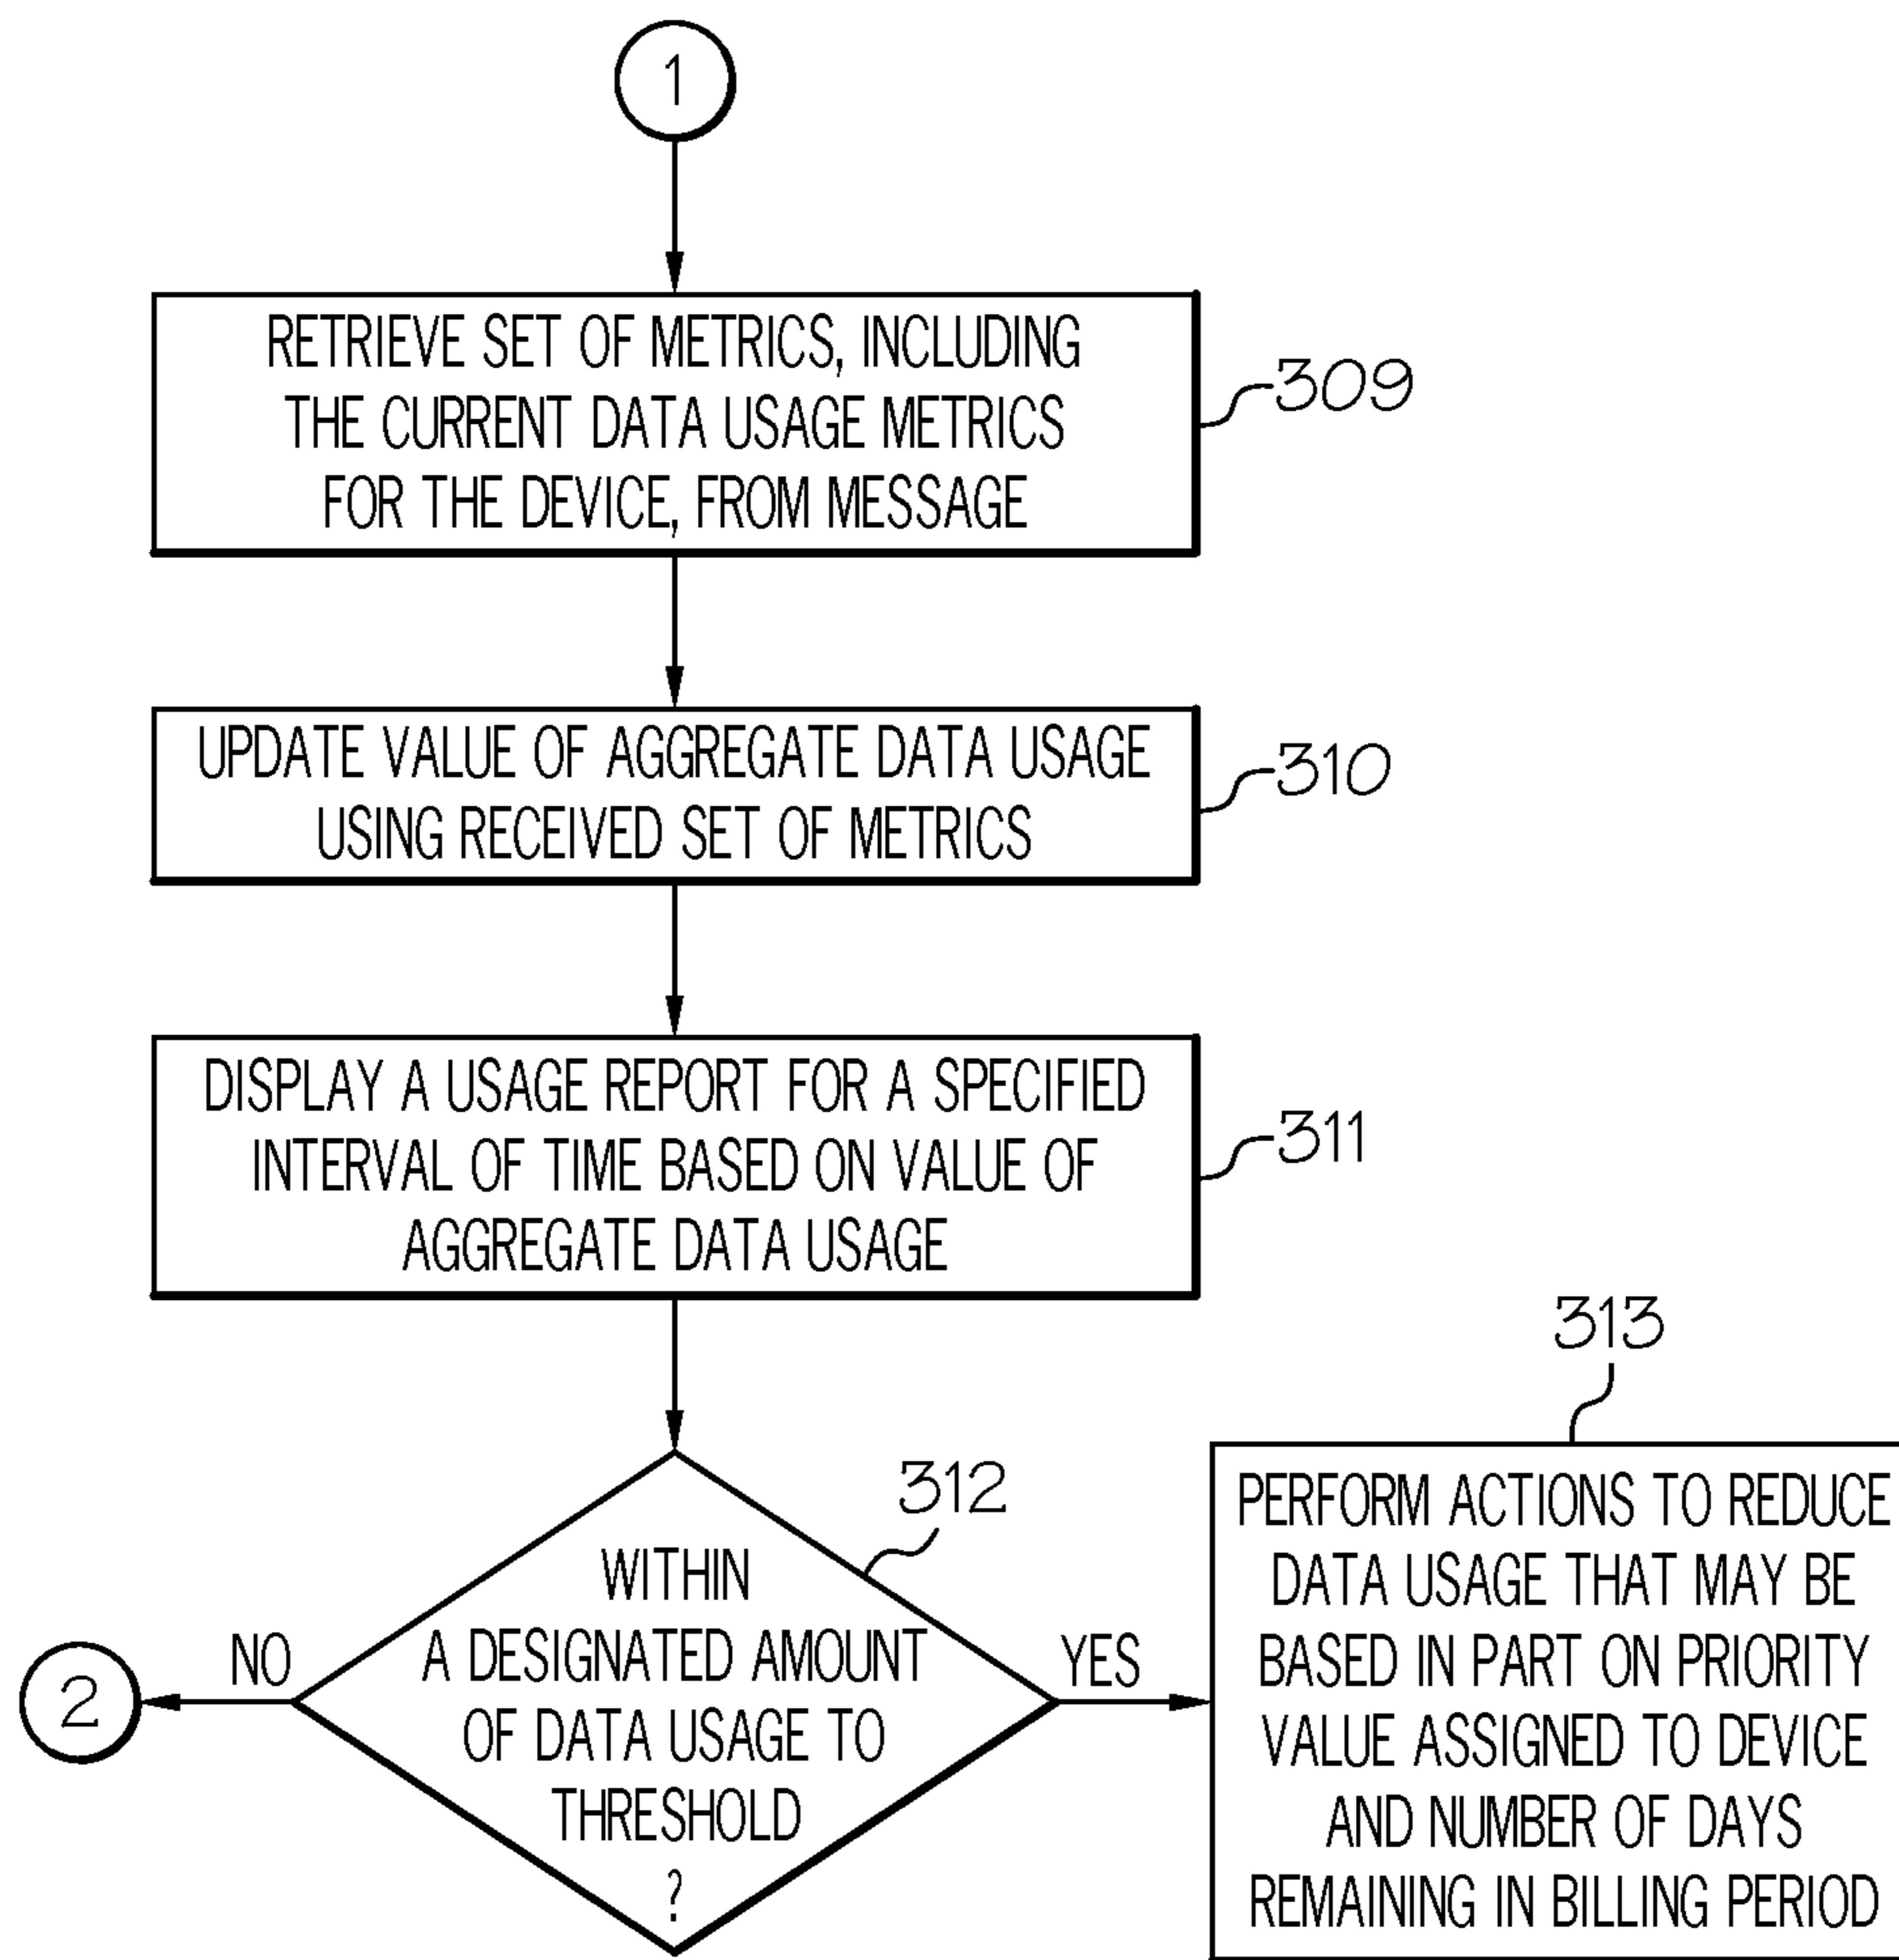 1
RETRIEVE SET OF METRICS, INCLUDING
THE CURRENT DATA USAGE METRICS
FOR THE DEVICE, FROM MESSAGE
309
UPDATE VALUE OF AGGREGATE DATA USAGE
USING RECEIVED SET OF METRICS
310
DISPLAY A USAGE REPORT FOR A SPECIFIED
INTERVAL OF TIME BASED ON VALUE OF
AGGREGATE DATA USAGE
311
312
WITHIN
A DESIGNATED AMOUNT
OF DATA USAGE TO
THRESHOLD
?
NO
2
YES
313
PERFORM ACTIONS TO REDUCE
DATA USAGE THAT MAY BE
BASED IN PART ON PRIORITY
VALUE ASSIGNED TO DEVICE
AND NUMBER OF DAYS
REMAINING IN BILLING PERIOD